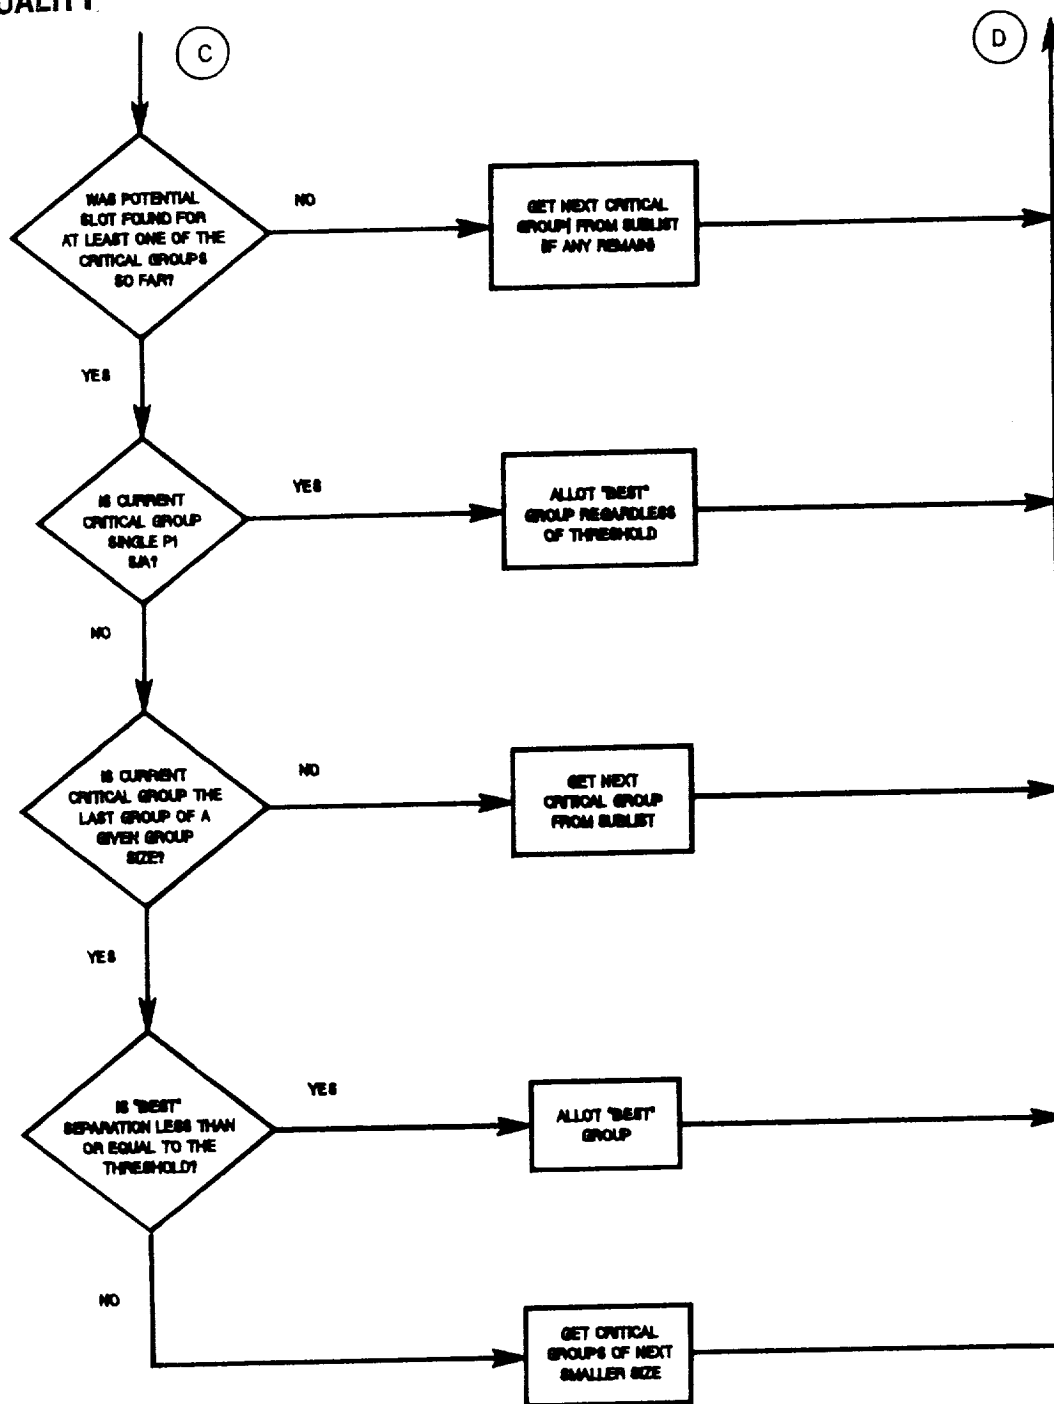 C
D
WAS POTENTIAL
SLOT FOUND FOR
AT LEAST ONE OF THE
CRITICAL GROUPS
SO FAR?
NO
GET NEXT CRITICAL
GROUP FROM SUBLIST
IF ANY REMAINS
YES
IS CURRENT
CRITICAL GROUP
SINGLE P1
S/A?
YES
ALLOT "BEST"
GROUP REGARDLESS
OF THRESHOLD
NO
IS CURRENT
CRITICAL GROUP THE
LAST GROUP OF A
GIVEN GROUP
SIZE?
NO
GET NEXT
CRITICAL GROUP
FROM SUBLIST
YES
IS "BEST"
SEPARATION LESS THAN
OR EQUAL TO THE
THRESHOLD?
YES
ALLOT "BEST"
GROUP
NO
GET CRITICAL
GROUPS OF NEXT
SMALLER SIZE